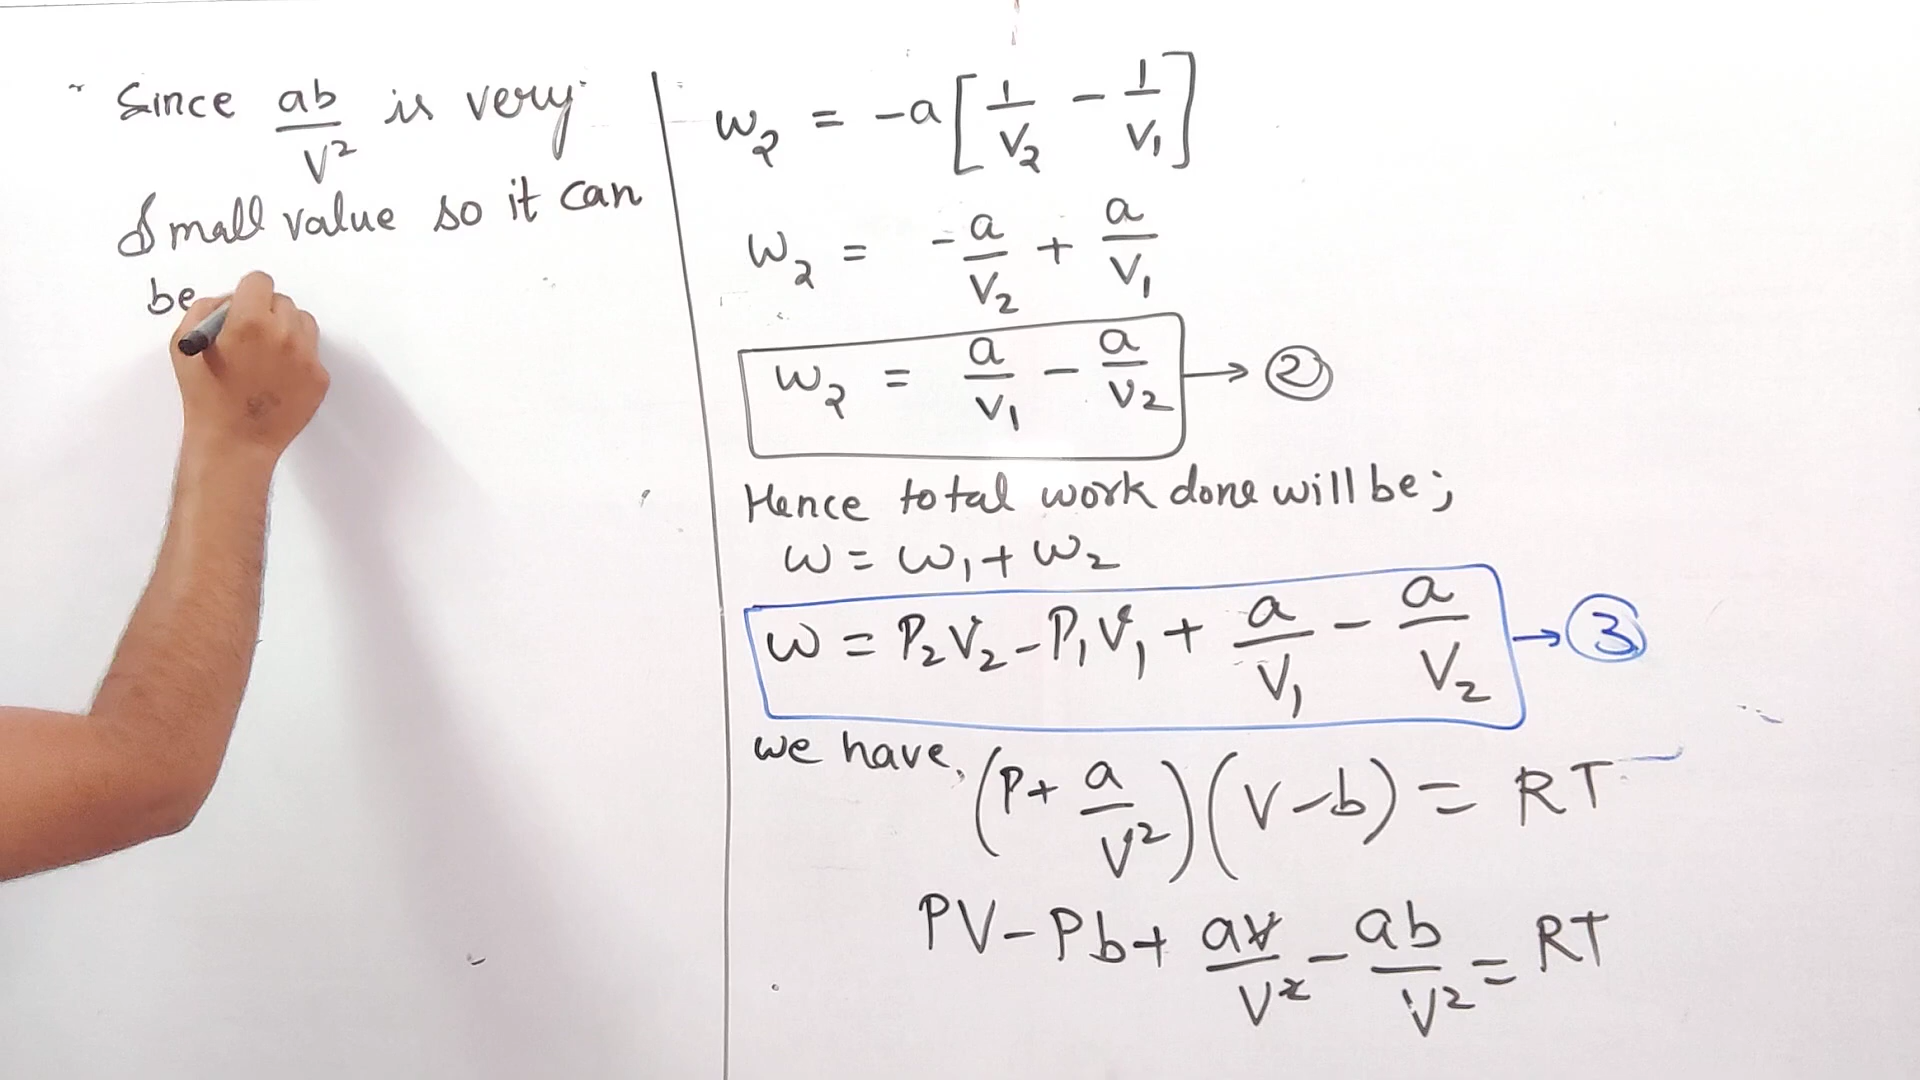 Since ab/V² is very
Small value so it can
be
w₂ = -a[1/V₂ - 1/V₁]
w₂ = -a/V₂ + a/V₁
w₂ = a/V₁ - a/V₂ → ②
Hence total work done will be;
w = w₁ + w₂
w = P₂V₂ - P₁V₁ + a/V₁ - a/V₂ → ③
we have, (P + a/V²)(V - b) = RT
PV - Pb + aV/V² - ab/V² = RT